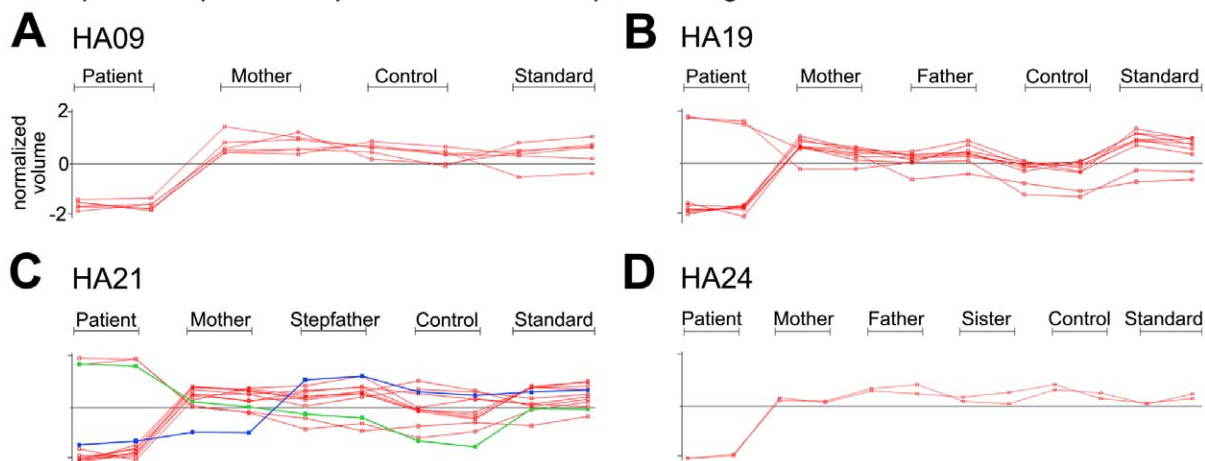 A HA09
Patient Mother Control Standard
normalized
volume
2
0
-2
B HA19
Patient Mother Father Control Standard
C HA21
Patient Mother Stepfather Control Standard
D HA24
Patient Mother Father Sister Control Standard